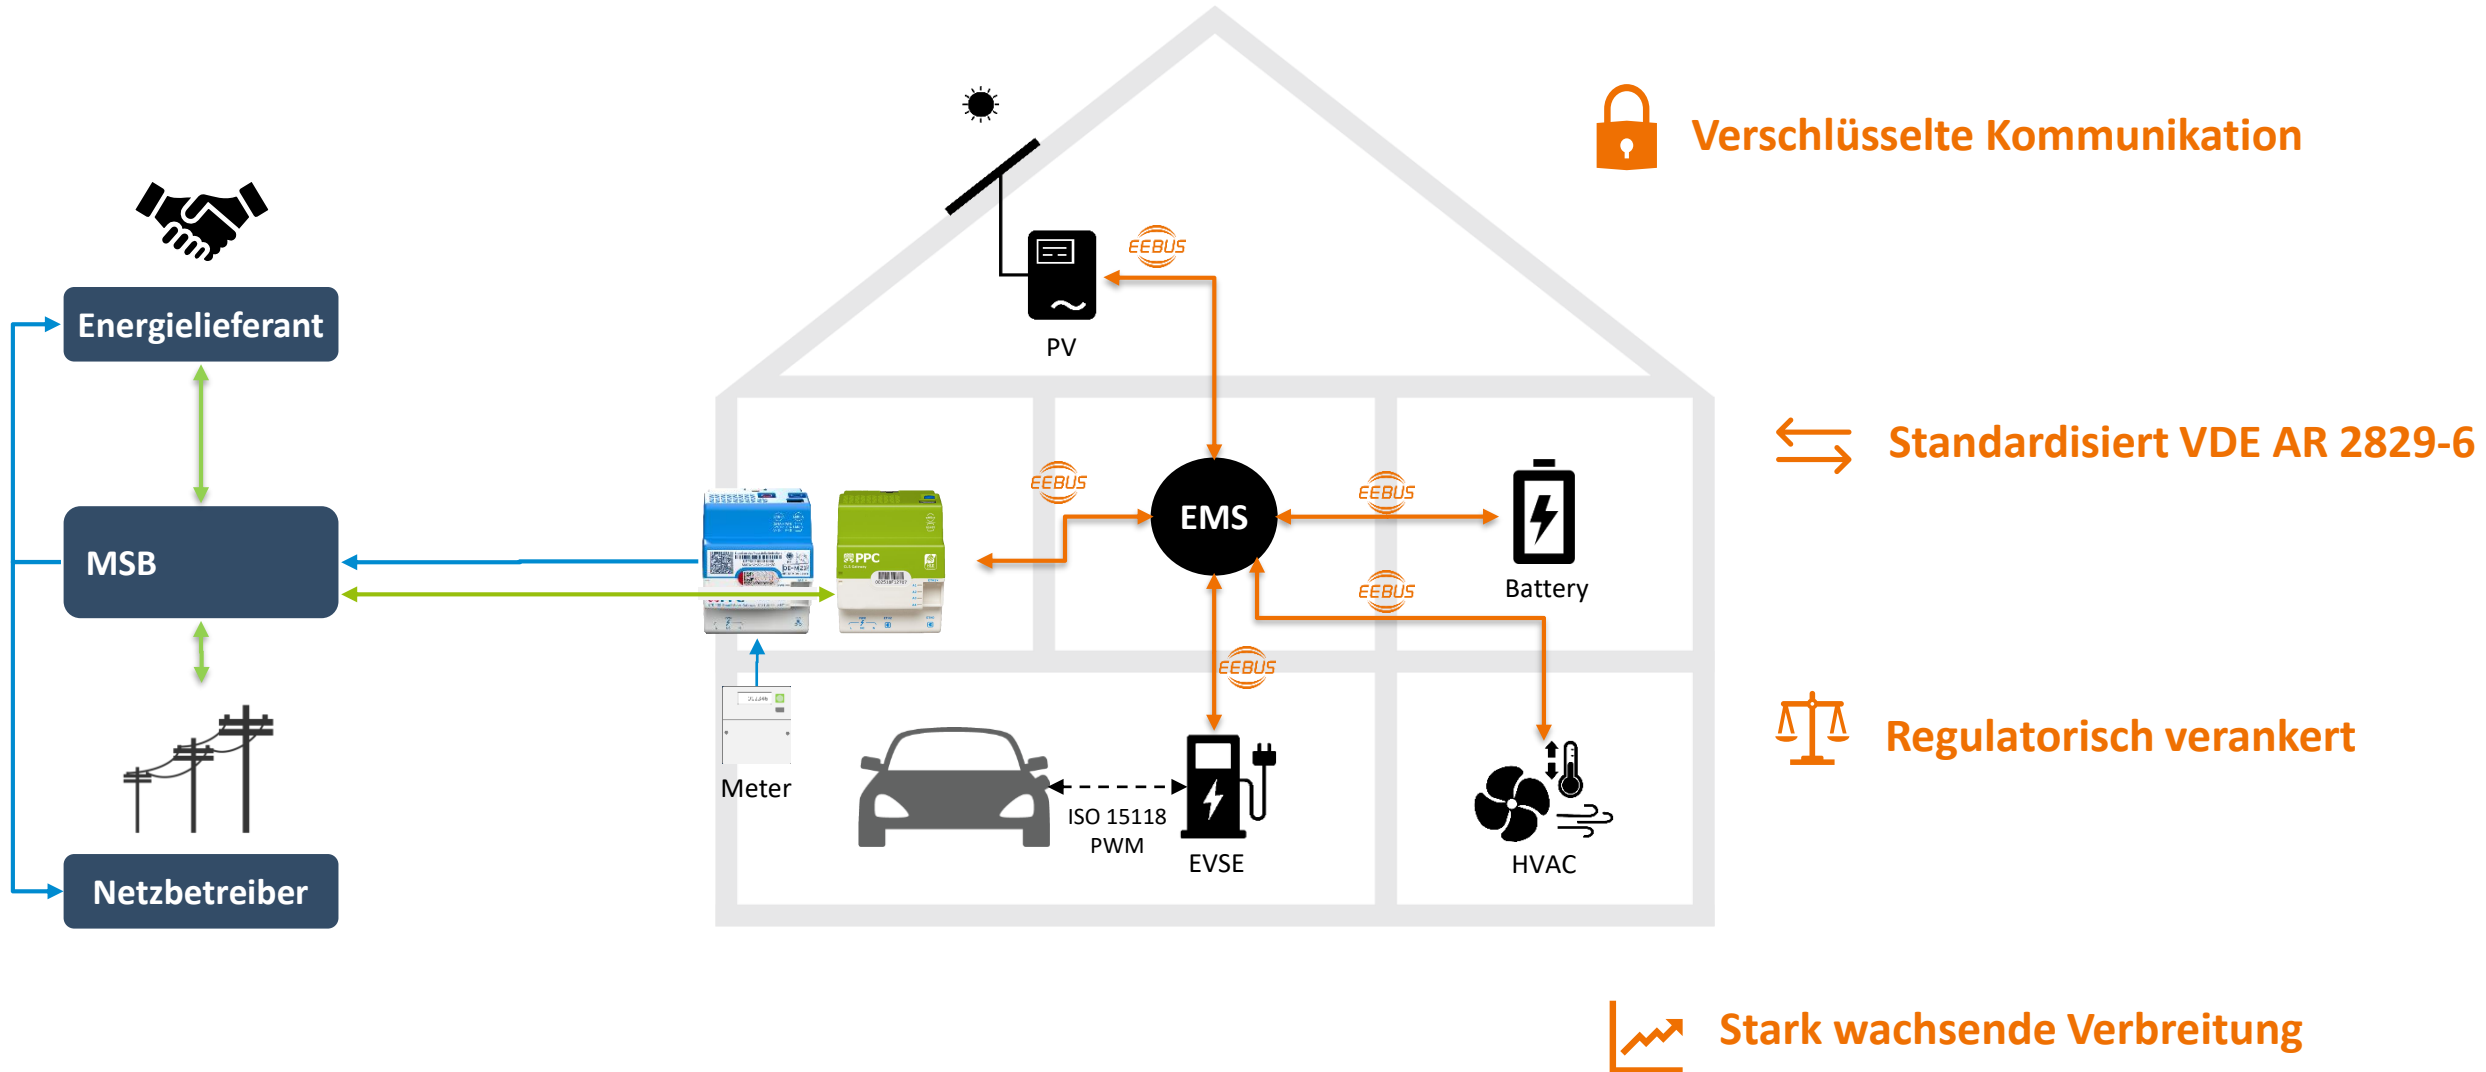 Verschlüsselte Kommunikation
EEBUS
Energielieferant
PV
Standardisiert VDE AR 2829-6
EEBUS
EEBUS
EMS
PPC
MSB
Battery
EEBUS
EEBUS
Meter
Regulatorisch verankert
ISO 15118
PWM
EVSE
HVAC
Netzbetreiber
Stark wachsende Verbreitung